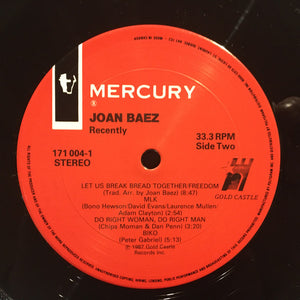 MERCURY
®
JOAN BAEZ
Recently
171 004-1
STEREO
33.3 RPM
Side Two
GOLD CASTLE
LET US BREAK BREAD TOGETHER/FREEDOM
(Trad. Arr. by Joan Baez) (8:47)
MLK
(Bono Hewson/David Evans/Laurence Mullen/
Adam Clayton) (2:54)
DO RIGHT WOMAN, DO RIGHT MAN
(Chips Moman & Dan Penn) (3:30)
BIKO
(Peter Gabriel) (5:13)
℗ 1987 Gold Castle
Records Inc.